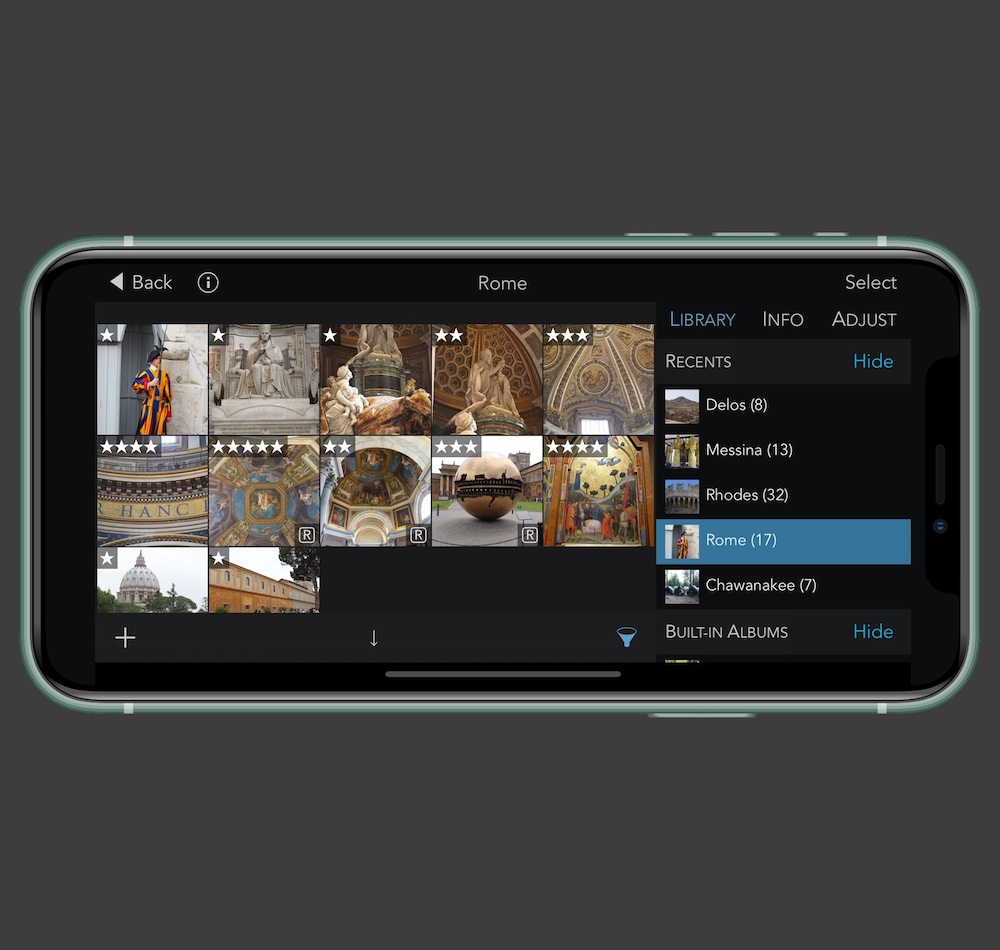 Back
Rome
Select
LIBRARY INFO ADJUST
RECENTS Hide
Delos (8)
Messina (13)
Rhodes (32)
Rome (17)
Chawanakee (7)
BUILT-IN ALBUMS Hide
R HANC
R
R
R